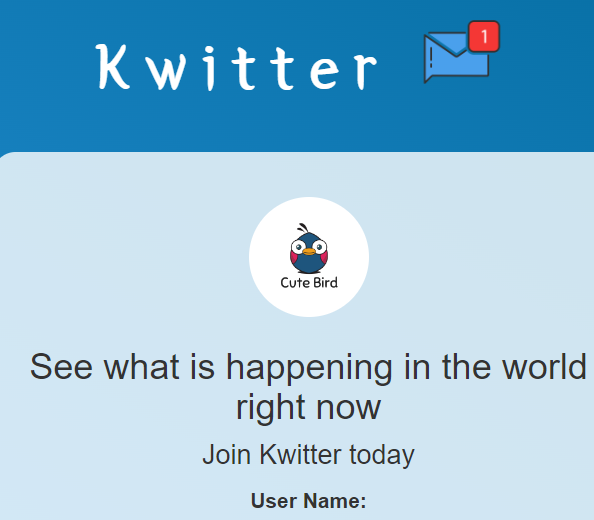 Kwitter
1
Cute Bird
See what is happening in the world
right now
Join Kwitter today
User Name: